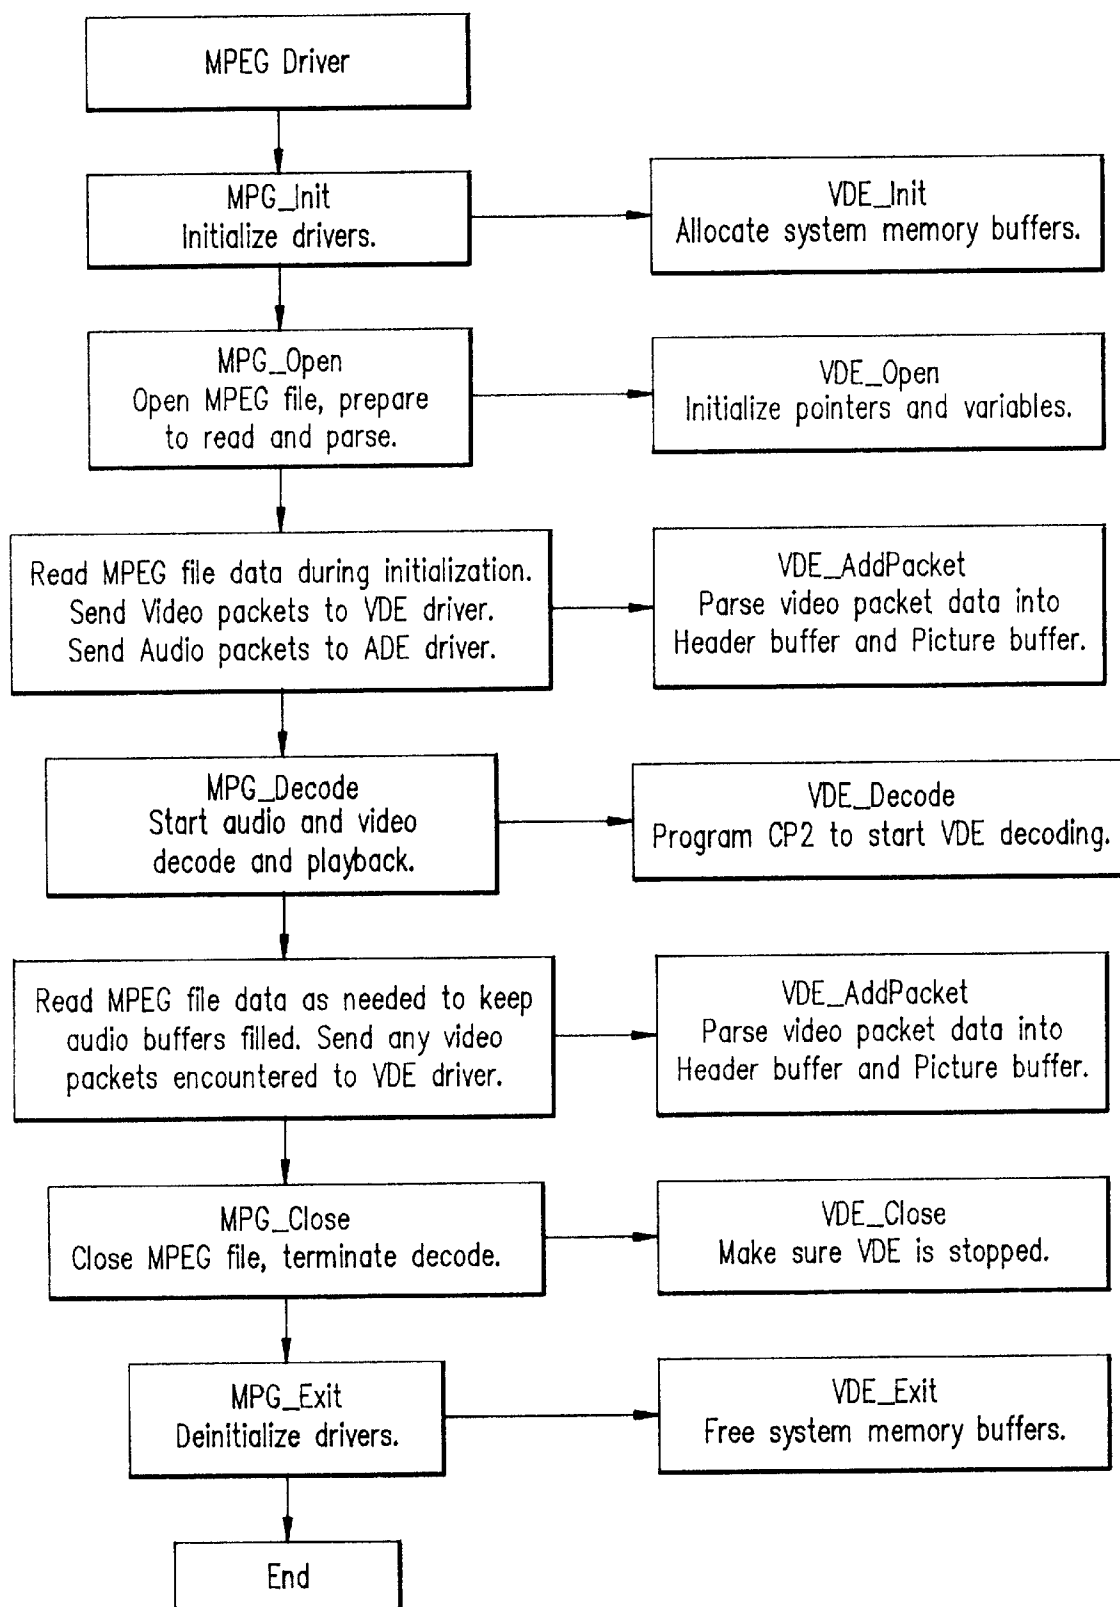 MPEG Driver
MPG_Init
Initialize drivers.
VDE_Init
Allocate system memory buffers.
MPG_Open
Open MPEG file, prepare
to read and parse.
VDE_Open
Initialize pointers and variables.
Read MPEG file data during initialization.
Send Video packets to VDE driver.
Send Audio packets to ADE driver.
VDE_AddPacket
Parse video packet data into
Header buffer and Picture buffer.
MPG_Decode
Start audio and video
decode and playback.
VDE_Decode
Program CP2 to start VDE decoding.
Read MPEG file data as needed to keep
audio buffers filled. Send any video
packets encountered to VDE driver.
VDE_AddPacket
Parse video packet data into
Header buffer and Picture buffer.
MPG_Close
Close MPEG file, terminate decode.
VDE_Close
Make sure VDE is stopped.
MPG_Exit
Deinitialize drivers.
VDE_Exit
Free system memory buffers.
End